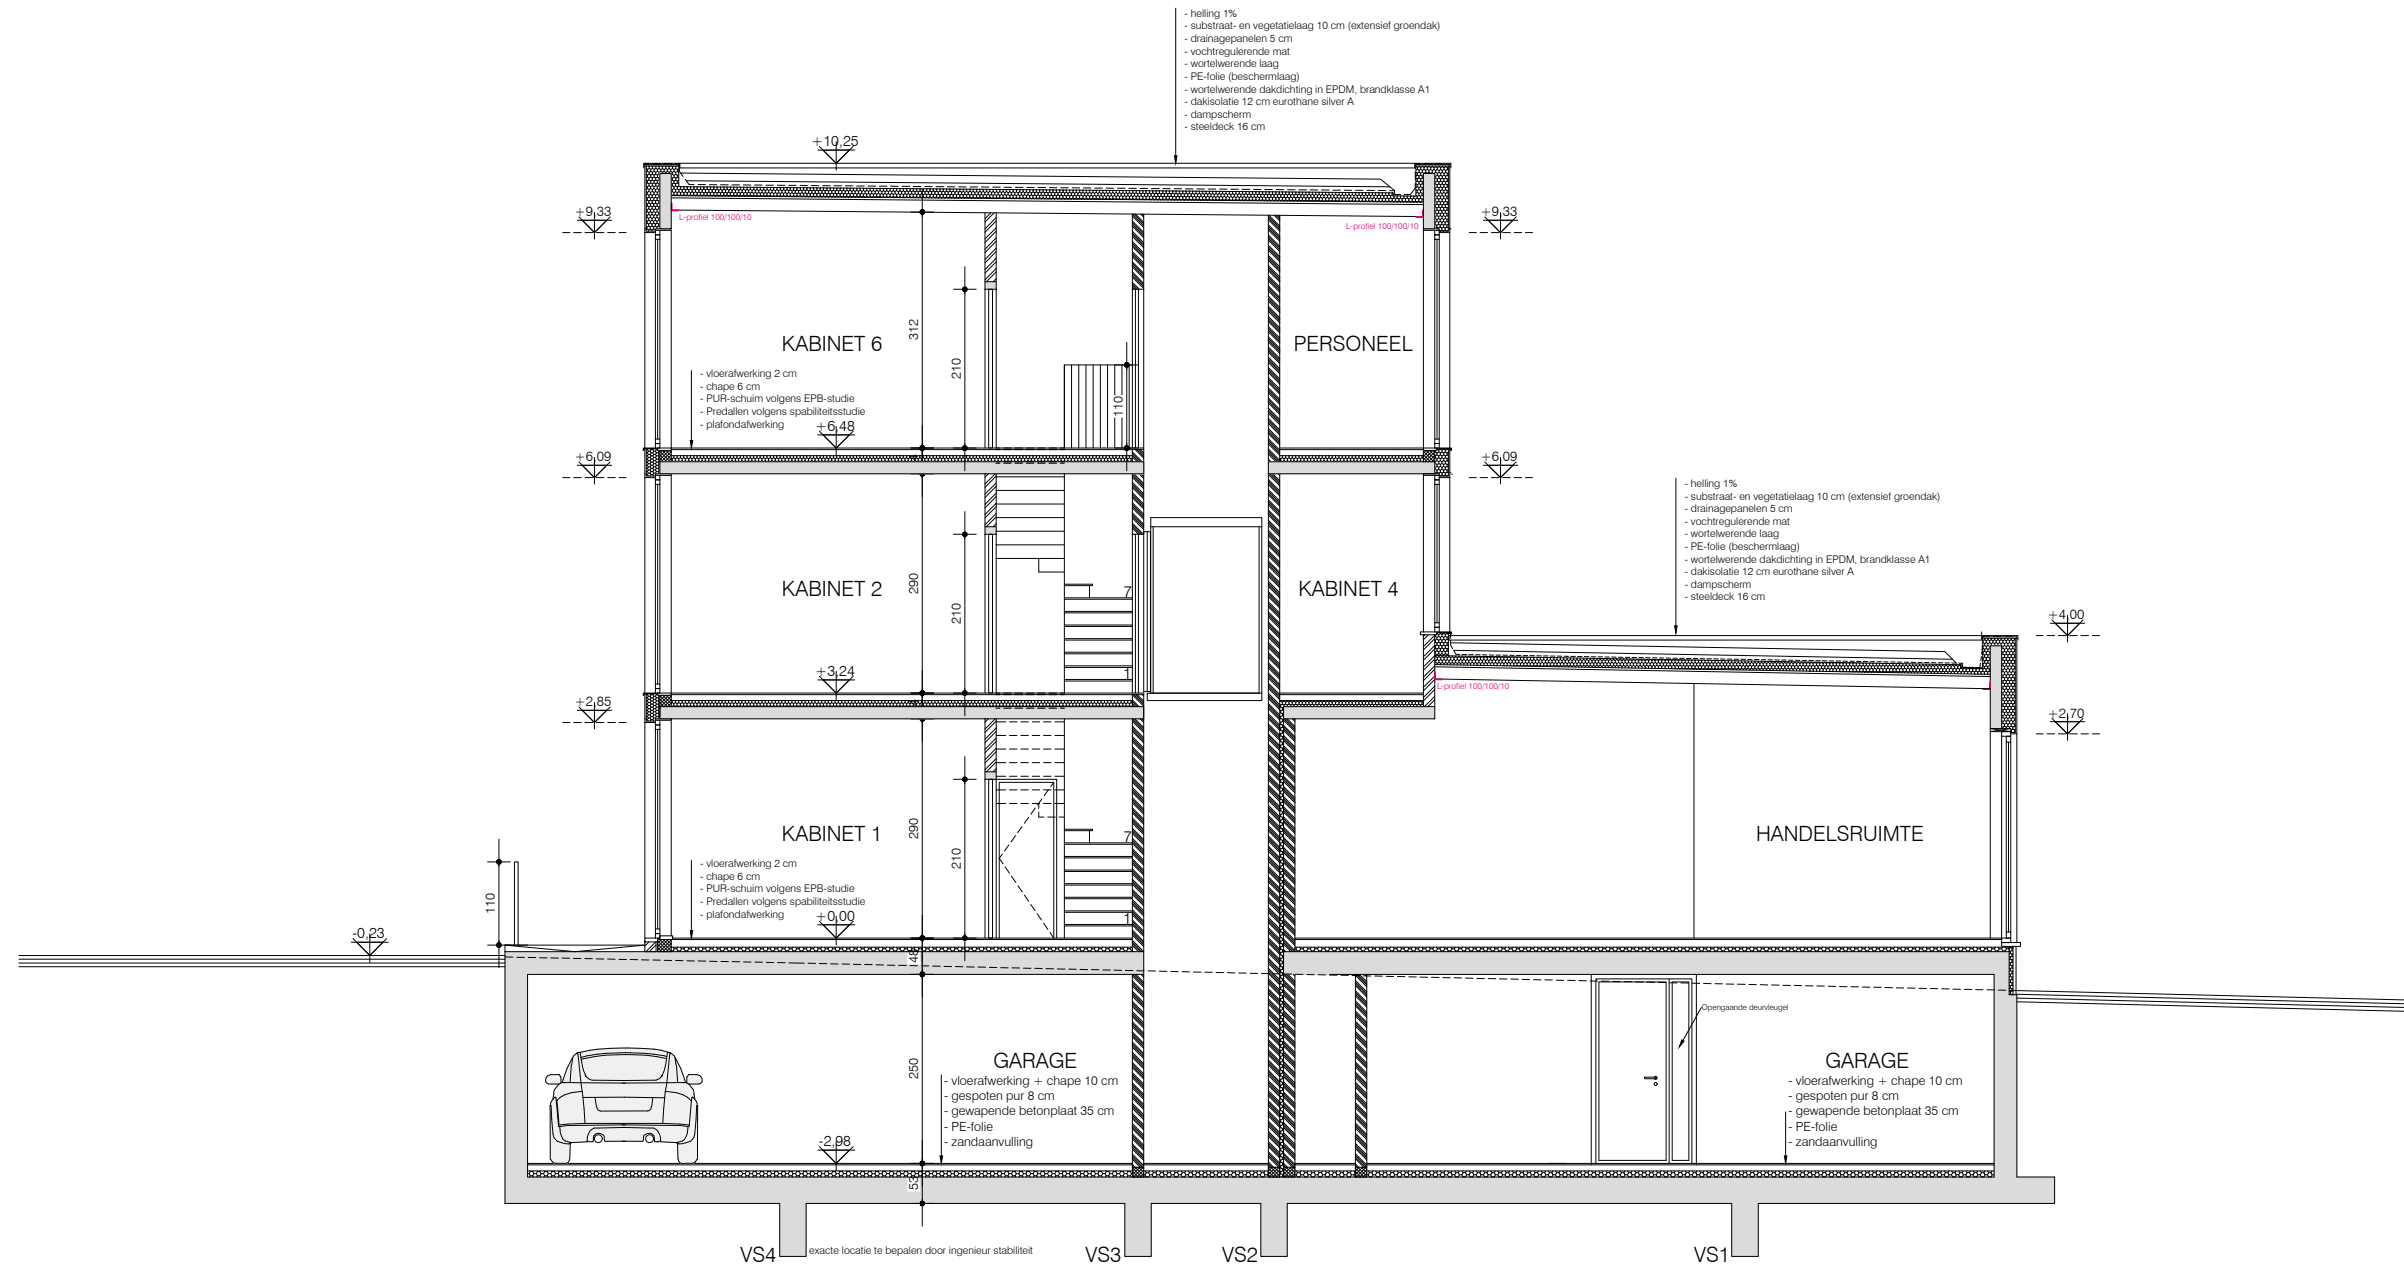 - helling 1%
- substraat- en vegetatielaag 10 cm (extensief groendak)
- drainagepanelen 5 cm
- vochtregulerende mat
- wortelwerende laag
- PE-folie (beschermlaag)
- wortelwerende dakdichting in EPDM, brandklasse A1
- dakisolatie 12 cm eurothane silver A
- dampscherm
- steeldeck 16 cm
+10,25
+9,33
L-profiel 100/100/10
L-profiel 100/100/10
+9,33
KABINET 6
312
210
110
PERSONEEL
- vloerafwerking 2 cm
- chape 6 cm
- PUR-schuim volgens EPB-studie
- Predallen volgens spabiliteitsstudie
- plafondafwerking
+6,48
+6,09
+6,09
- helling 1%
- substraat- en vegetatielaag 10 cm (extensief groendak)
- drainagepanelen 5 cm
- vochtregulerende mat
- wortelwerende laag
- PE-folie (beschermlaag)
- wortelwerende dakdichting in EPDM, brandklasse A1
- dakisolatie 12 cm eurothane silver A
- dampscherm
- steeldeck 16 cm
KABINET 2
290
210
7
1
KABINET 4
+4,00
+3,24
L-profiel 100/100/10
+2,85
+2,70
KABINET 1
290
210
7
1
HANDELSRUIMTE
- vloerafwerking 2 cm
- chape 6 cm
- PUR-schuim volgens EPB-studie
- Predallen volgens spabiliteitsstudie
- plafondafwerking
+0,00
110
-0,23
48
Opengaande deurvleugel
250
GARAGE
- vloerafwerking + chape 10 cm
- gespoten pur 8 cm
- gewapende betonplaat 35 cm
- PE-folie
- zandaanvulling
GARAGE
- vloerafwerking + chape 10 cm
- gespoten pur 8 cm
- gewapende betonplaat 35 cm
- PE-folie
- zandaanvulling
-2,98
53
VS4
exacte locatie te bepalen door ingenieur stabiliteit
VS3
VS2
VS1